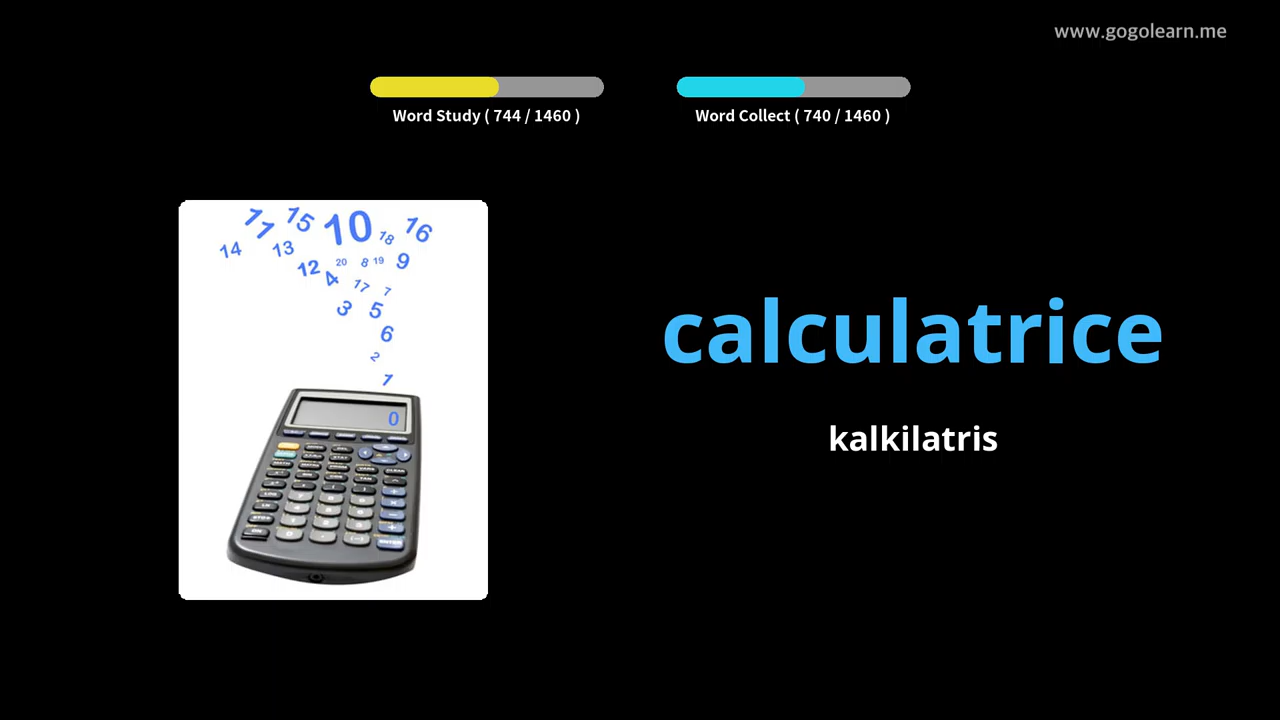 www.gogolearn.me
Word Study ( 744 / 1460 )
Word Collect ( 740 / 1460 )
11 15 10 18 16
14 13 12 20 8 19 9
4 17 7
3 5
6
2
1
0
calculatrice
kalkilatris
ENTER